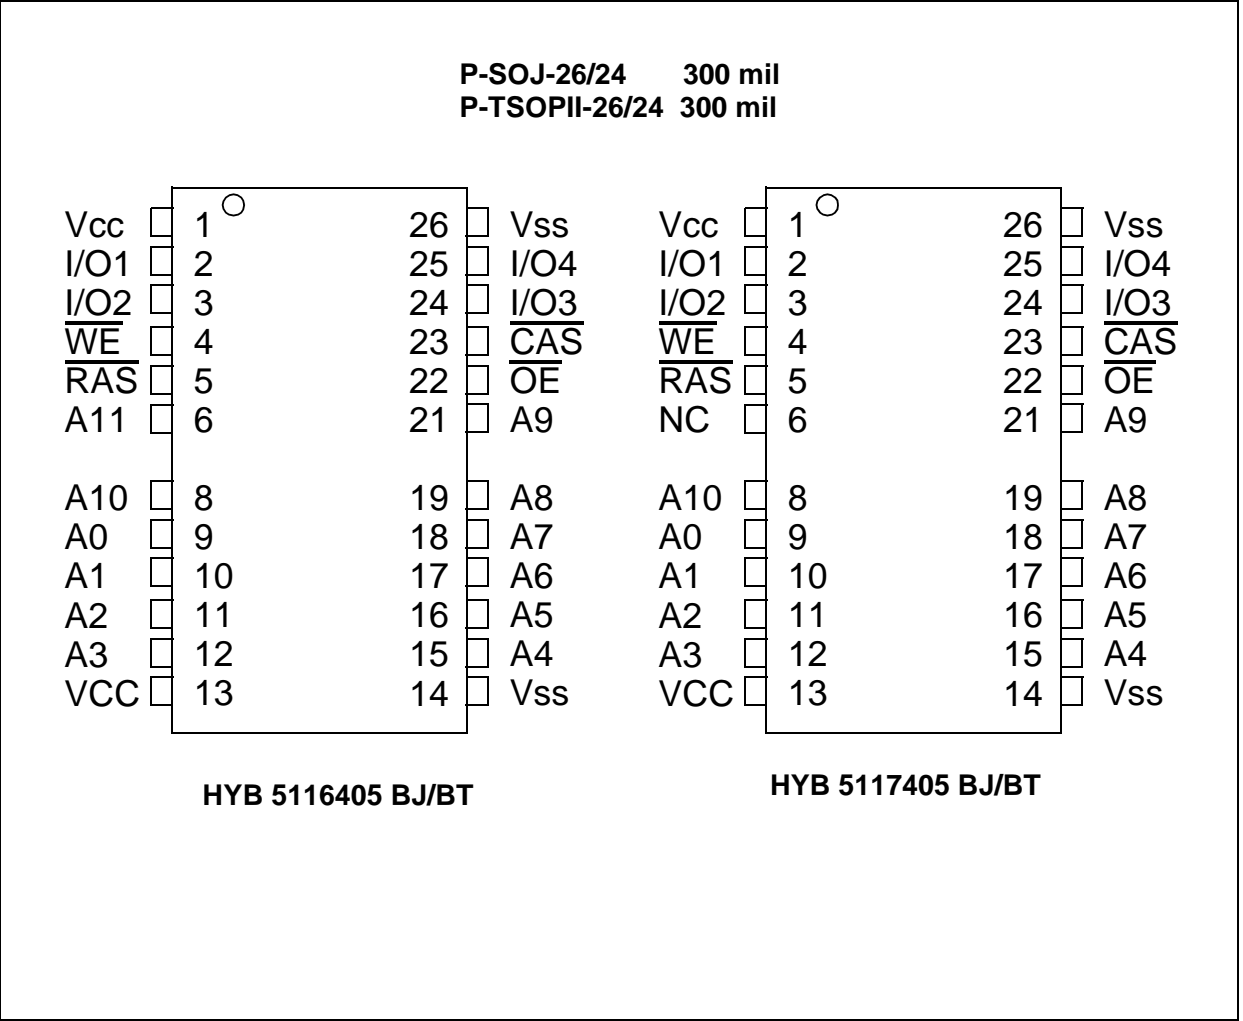 P-SOJ-26/24 300 mil
P-TSOPII-26/24 300 mil
Vcc 1 26 Vss
I/O1 2 25 I/O4
I/O2 3 24 I/O3
WE 4 23 CAS
RAS 5 22 OE
A11 6 21 A9
A10 8 19 A8
A0 9 18 A7
A1 10 17 A6
A2 11 16 A5
A3 12 15 A4
VCC 13 14 Vss
HYB 5116405 BJ/BT
Vcc 1 26 Vss
I/O1 2 25 I/O4
I/O2 3 24 I/O3
WE 4 23 CAS
RAS 5 22 OE
NC 6 21 A9
A10 8 19 A8
A0 9 18 A7
A1 10 17 A6
A2 11 16 A5
A3 12 15 A4
VCC 13 14 Vss
HYB 5117405 BJ/BT